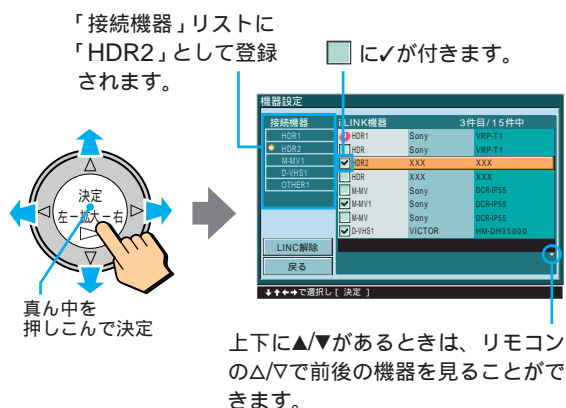 「接続機器」リストに
「HDR2」として登録
されます。
□に✓が付きます。
機器設定
接続機器
HDR1
HDR2
M-MV1
D-VHS1
OTHER1
i.LINK機器 3件目/15件中
HDR1 Sony VRP-T1
HDR Sony VRP-T1
HDR2 XXX XXX
HDR XXX XXX
M-MV Sony DCR-IP55
M-MV1 Sony DCR-IP55
M-MV Sony DCR-IP55
D-VHS1 VICTOR HM-DH35000
LINC解除
戻る
↓↑←→で選択し [ 決定 ]
決定
左−拡大−右
真ん中を
押しこんで決定
上下に▲/▼があるときは、リモコン
の△/▽で前後の機器を見ることがで
きます。